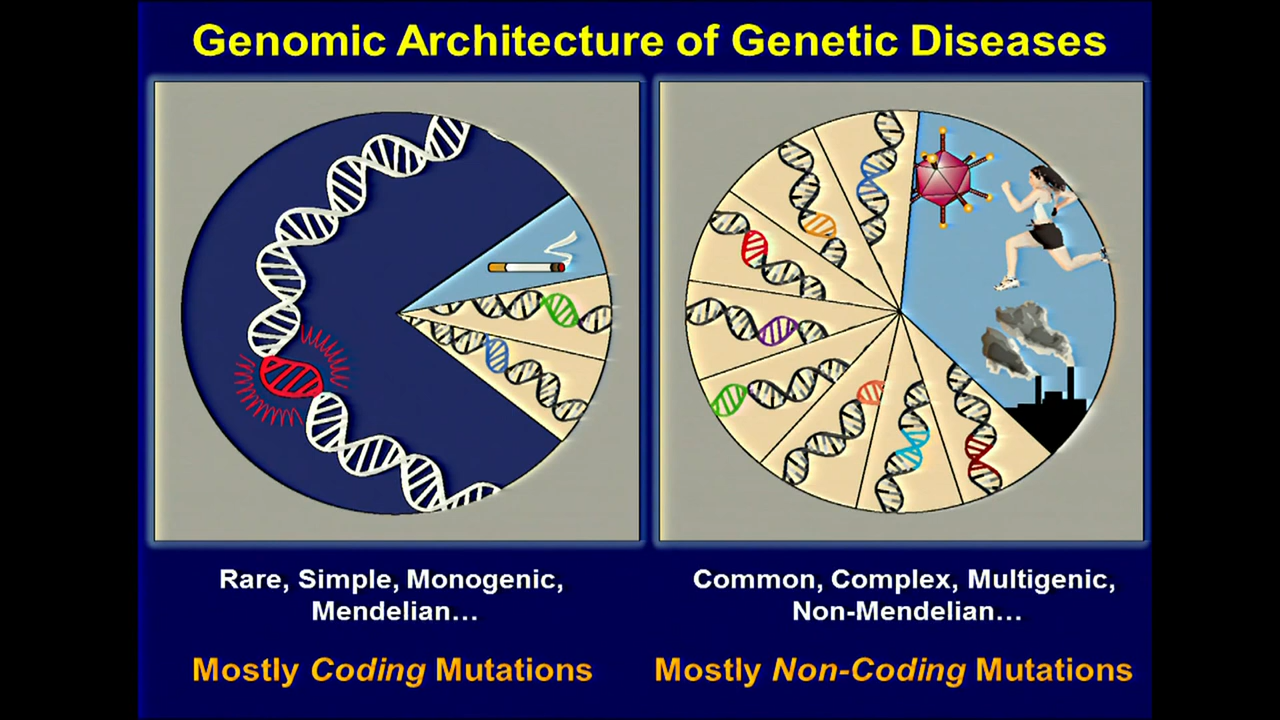 Genomic Architecture of Genetic Diseases
Rare, Simple, Monogenic,
Mendelian…
Mostly Coding Mutations
Common, Complex, Multigenic,
Non-Mendelian…
Mostly Non-Coding Mutations